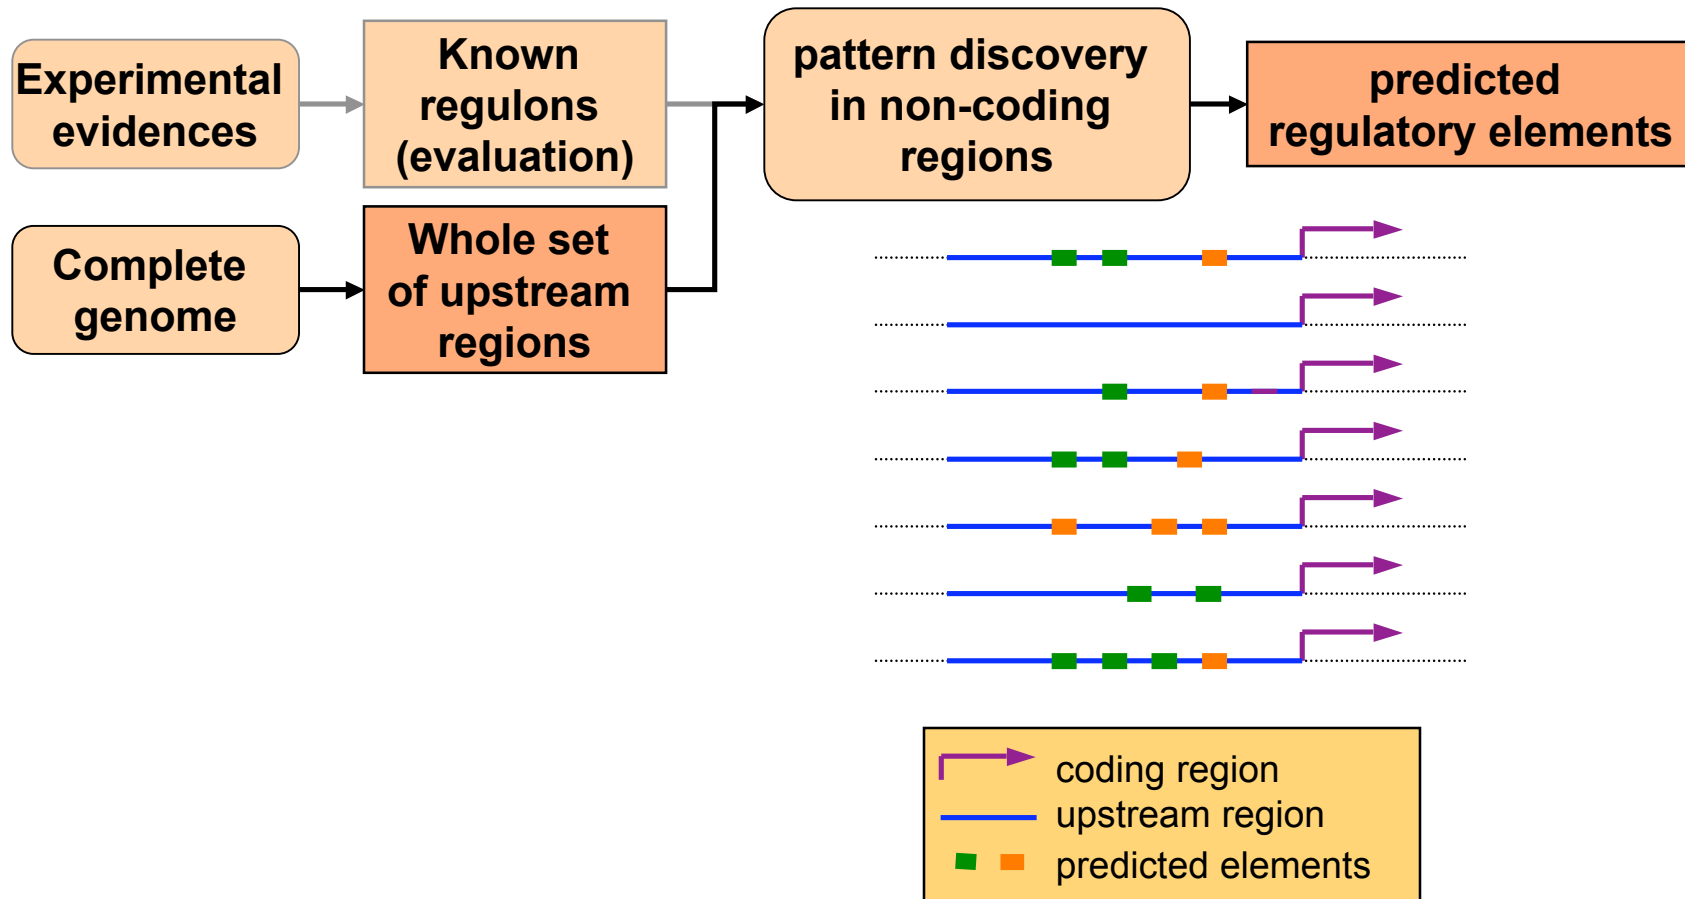 Experimental
evidences
Known
regulons
(evaluation)
pattern discovery
in non-coding
regions
predicted
regulatory elements
Complete
genome
Whole set
of upstream
regions
coding region
upstream region
predicted elements